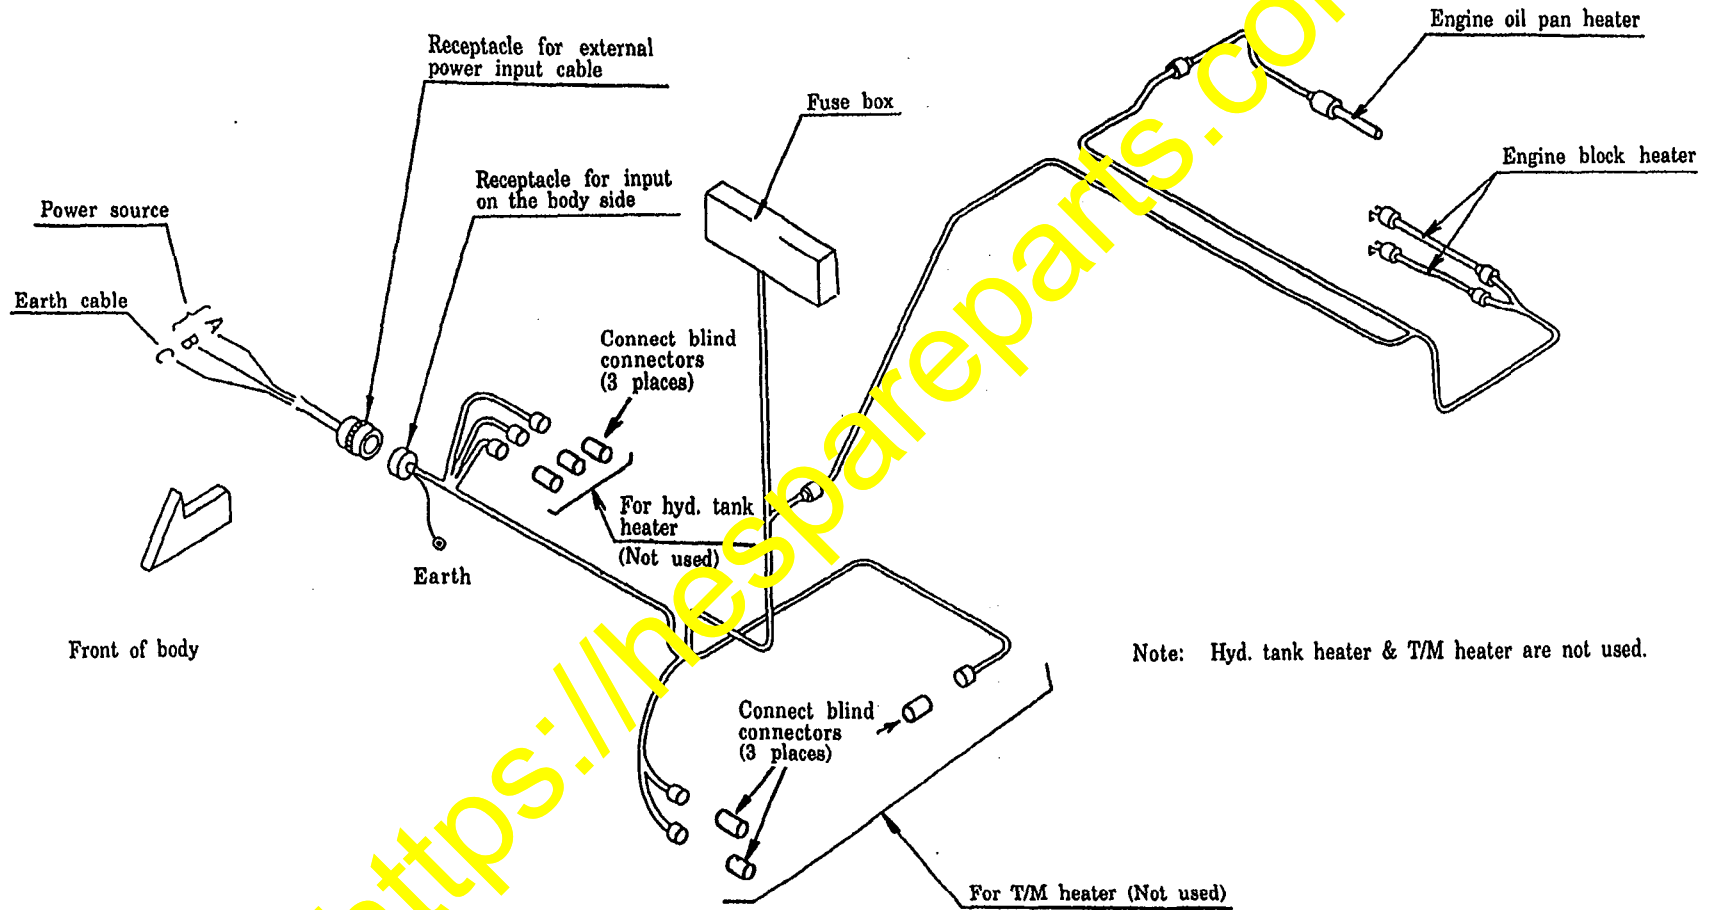 Engine oil pan heater
Receptacle for external
power input cable
Fuse box
Engine block heater
Receptacle for input
on the body side
Power source
Earth cable
A
B
C
Connect blind
connectors
(3 places)
For hyd. tank
heater
(Not used)
Earth
Front of body
Note: Hyd. tank heater & T/M heater are not used.
Connect blind
connectors
(3 places)
For T/M heater (Not used)
https://hespareparts.com